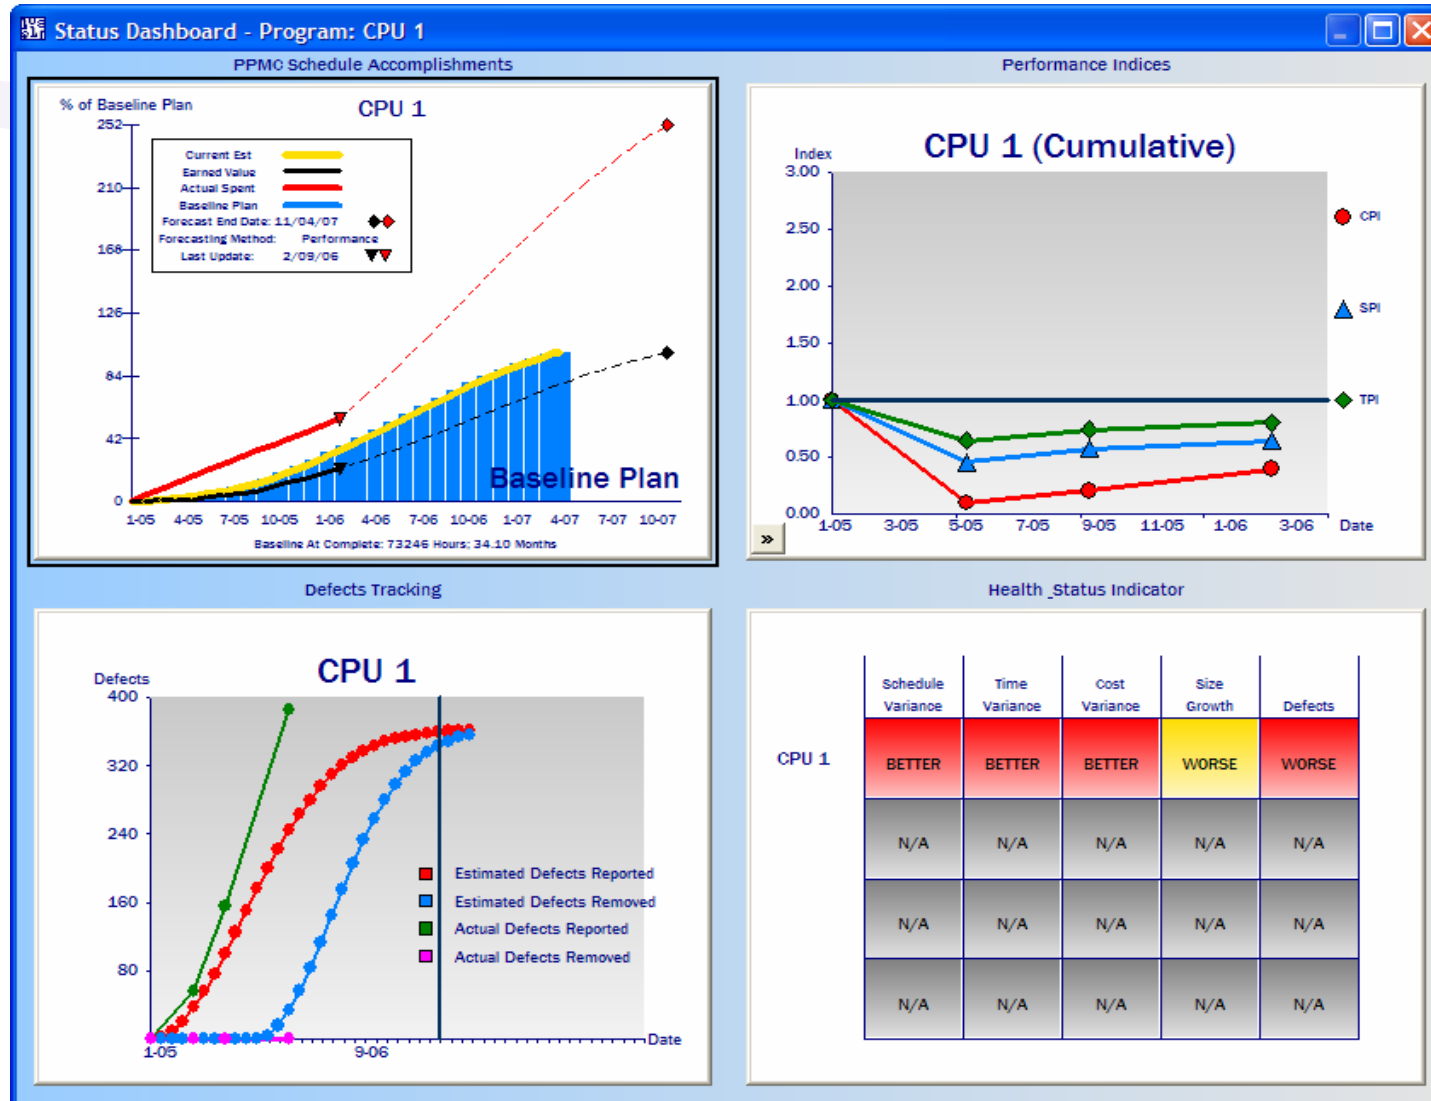 Status Dashboard - Program: CPU 1
PPMC Schedule Accomplishments
% of Baseline Plan
CPU 1
252
210
168
126
84
42
0
Current Est
Earned Value
Actual Spent
Baseline Plan
Forecast End Date: 11/04/07
Forecasting Method: Performance
Last Update: 2/09/06
Baseline Plan
1-05 4-05 7-05 10-05 1-06 4-06 7-06 10-06 1-07 4-07 7-07 10-07
Baseline At Complete: 73246 Hours; 34.10 Months
Performance Indices
CPU 1 (Cumulative)
Index
3.00
2.50
2.00
1.50
1.00
0.50
0.00
CPI
SPI
TPI
1-05 3-05 5-05 7-05 9-05 11-05 1-06 3-06 Date
»
Defects Tracking
CPU 1
Defects
400
320
240
160
80
Estimated Defects Reported
Estimated Defects Removed
Actual Defects Reported
Actual Defects Removed
1-05 9-06 Date
Health _Status Indicator
Schedule Variance Time Variance Cost Variance Size Growth Defects
CPU 1 BETTER BETTER BETTER WORSE WORSE
N/A N/A N/A N/A N/A
N/A N/A N/A N/A N/A
N/A N/A N/A N/A N/A